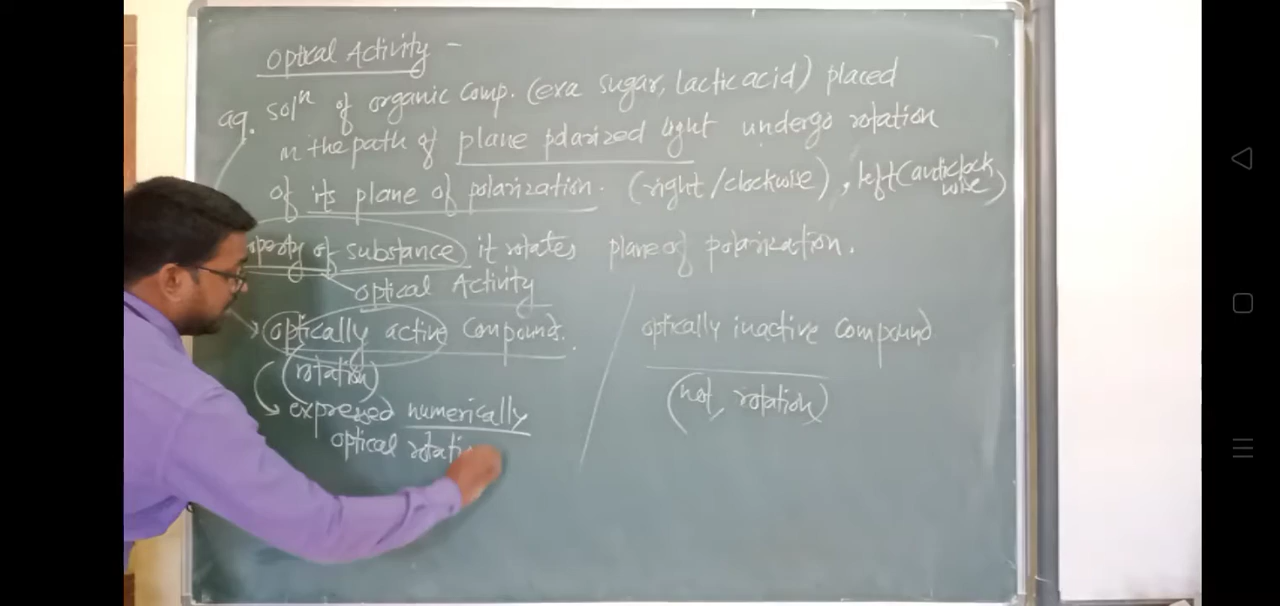 Optical Activity -
aq. solⁿ of organic comp. (exa sugar, lactic acid) placed
in the path of plane polarized light undergo rotation
of its plane of polarization. (right/clockwise), left (anticlock wise)
operty of substance it rotates plane of polarization.
optical Activity
optically active compound.
optically inactive compound
(rotation)
(not, rotation)
expressed numerically
optical rotati